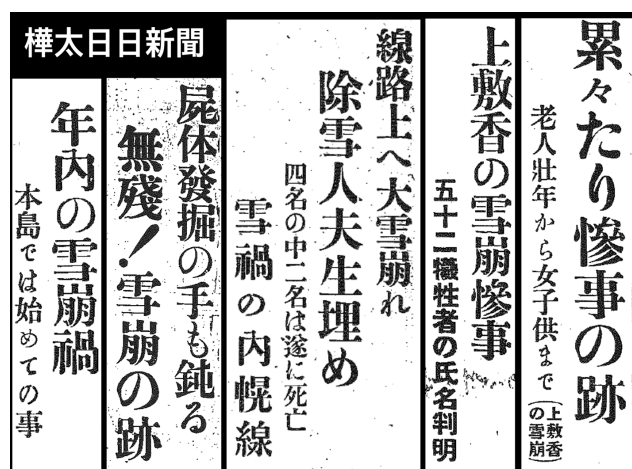 樺太日日新聞
累々たり惨事の跡
老人壯年から女子供まで
(上敷香の雪崩)
上敷香の雪崩惨事
五十二犠牲者の氏名判明
線路上へ大雪崩れ
除雪人夫生埋め
四名の中二名は遂に死亡
雪禍の内幌線
屍体發掘の手も鈍る
無殘!雪崩の跡
年内の雪崩禍
本島では始めての事